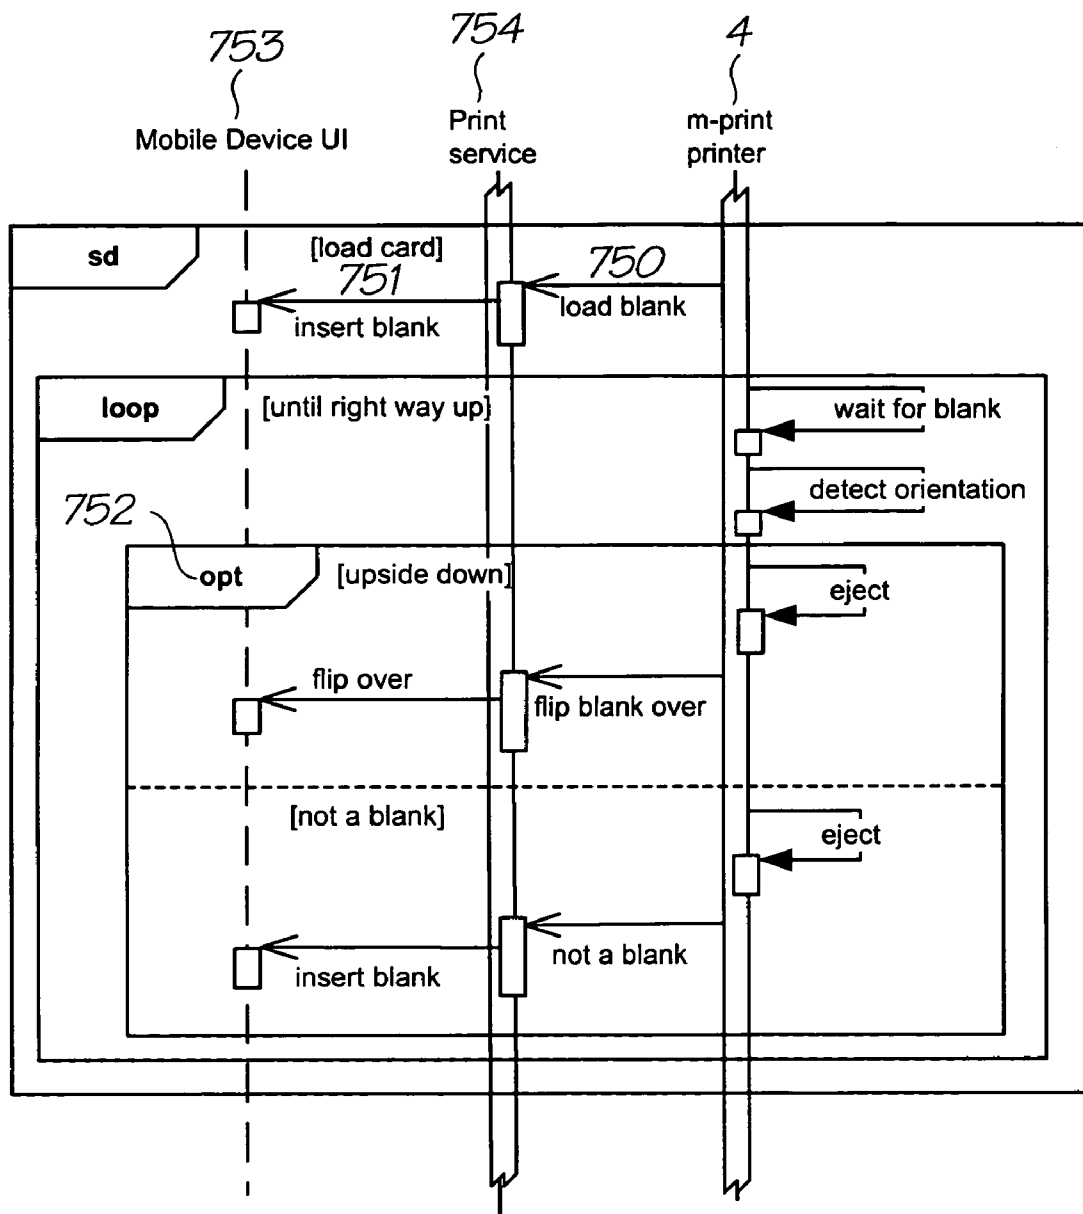 753
754
4
Mobile Device UI
Print
service
m-print
printer
sd
[load card]
751
750
insert blank
load blank
loop
[until right way up]
wait for blank
detect orientation
752
opt
[upside down]
eject
flip over
flip blank over
[not a blank]
eject
insert blank
not a blank